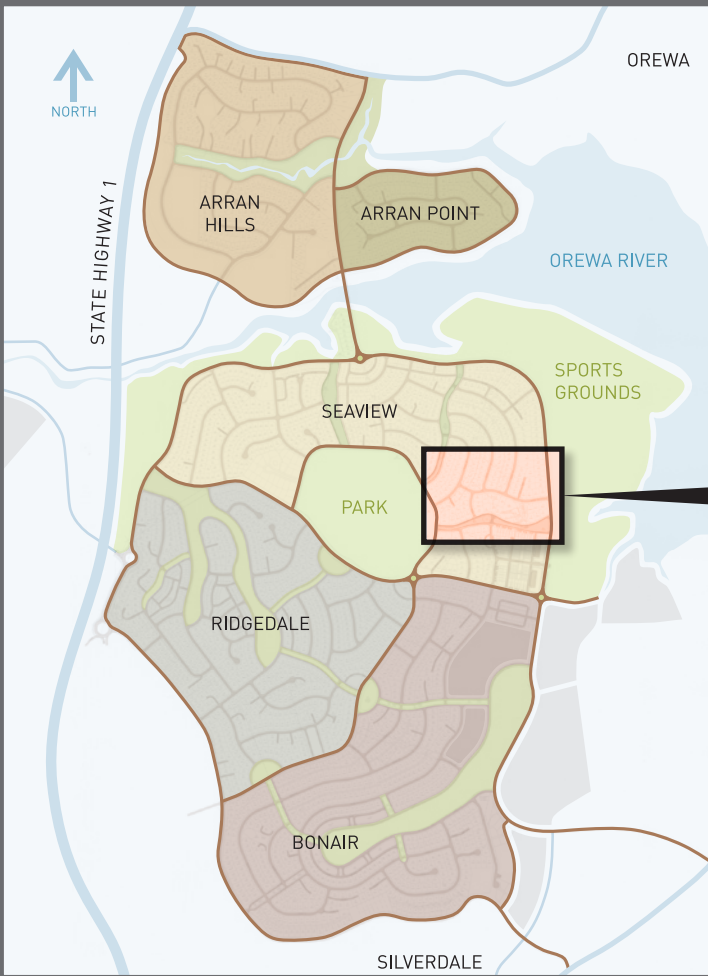 OREWA
NORTH
STATE HIGHWAY 1
ARRAN
HILLS
ARRAN POINT
OREWA RIVER
SPORTS
GROUNDS
SEAVIEW
PARK
RIDGEDALE
BONAIR
SILVERDALE